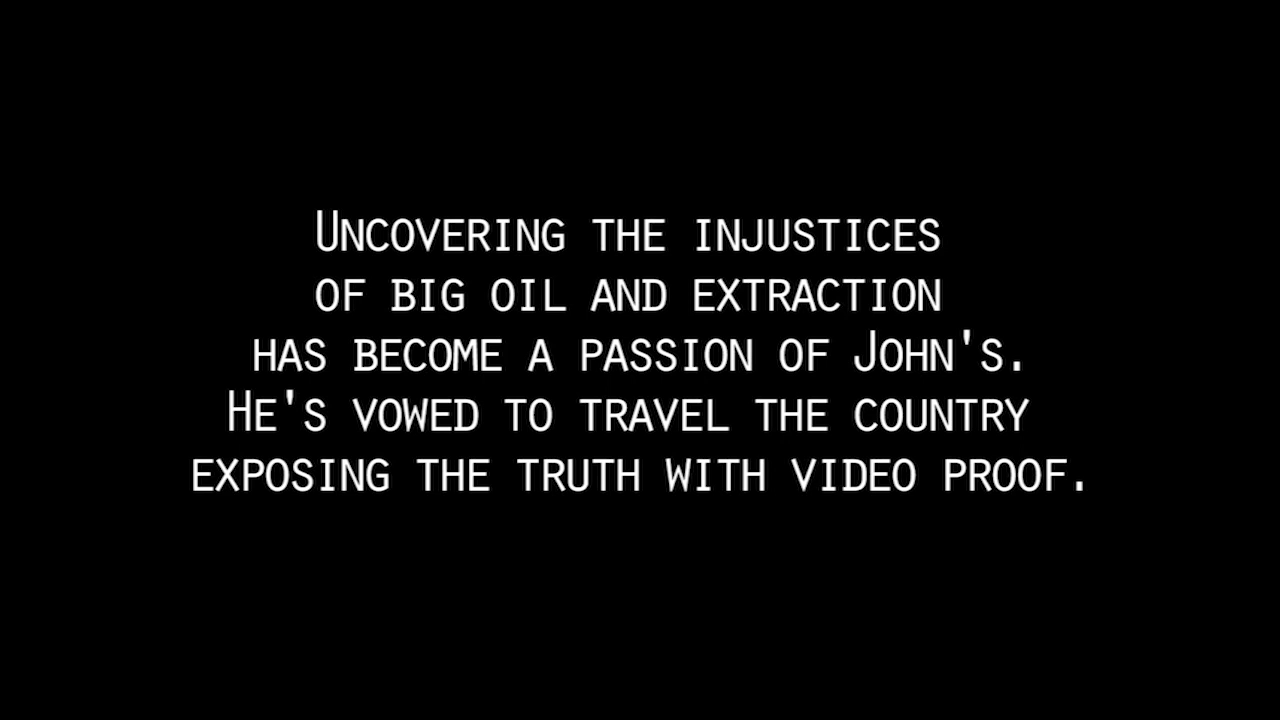 Uncovering the injustices
of big oil and extraction
has become a passion of John's.
He's vowed to travel the country
exposing the truth with video proof.